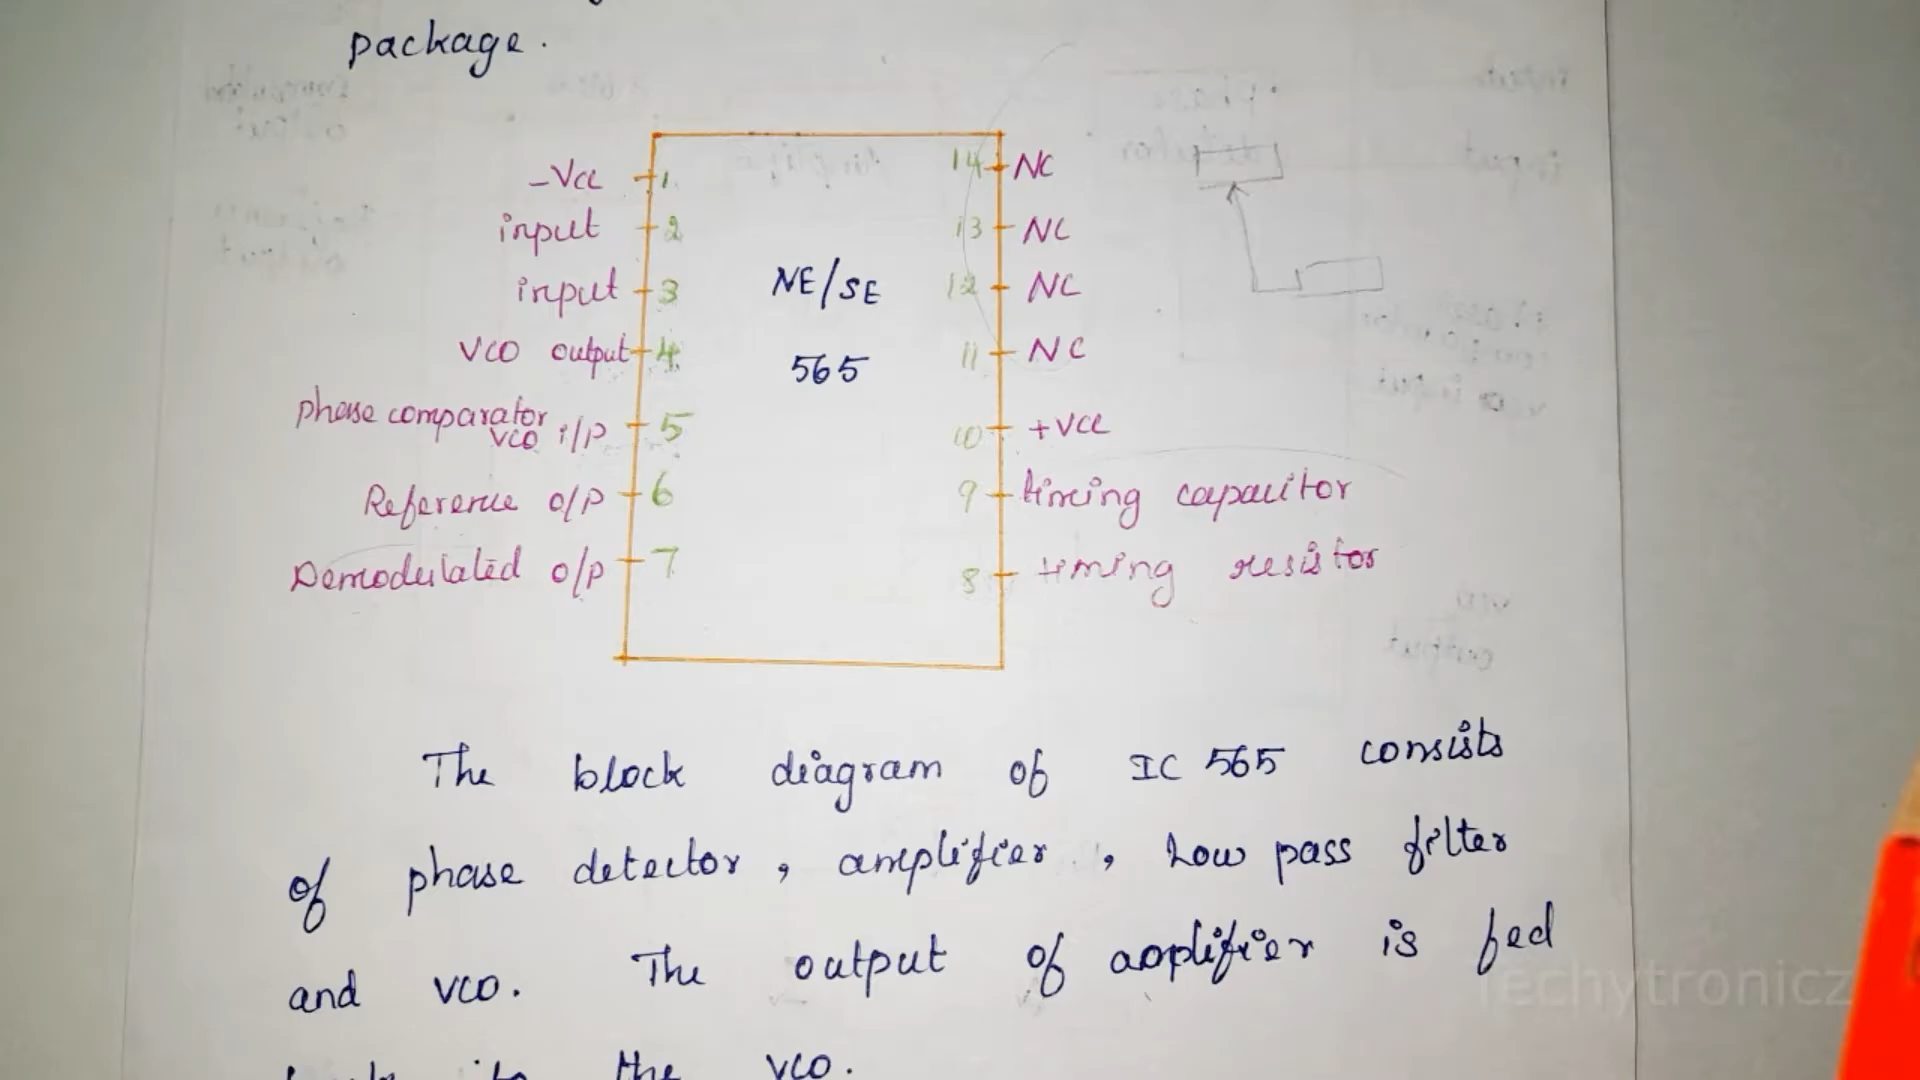 package.
-Vcc 1. 14 NC
input 2 13 NC
input 3 NE/SE 12 NC
VCO output 4. 565 11 NC
phase comparator
VCO i/p 5 10 +Vcc
Reference o/p 6 9 timing capacitor
Demodulated o/p 7 8 timing resistor
The block diagram of IC 565 consists
of phase detector, amplifier, Low pass filter
and VCO. The output of amplifier is fed
the VCO.
Techytronicz